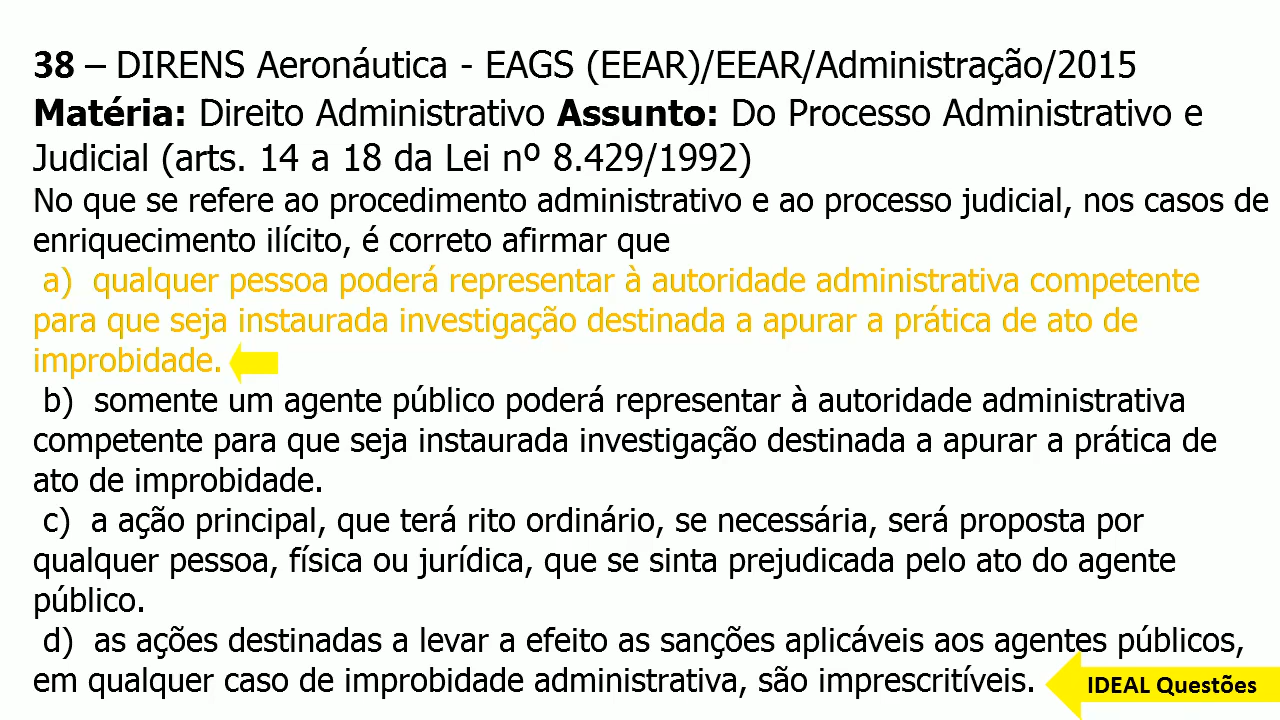 38 – DIRENS Aeronáutica - EAGS (EEAR)/EEAR/Administração/2015
Matéria: Direito Administrativo Assunto: Do Processo Administrativo e
Judicial (arts. 14 a 18 da Lei nº 8.429/1992)
No que se refere ao procedimento administrativo e ao processo judicial, nos casos de
enriquecimento ilícito, é correto afirmar que
a) qualquer pessoa poderá representar à autoridade administrativa competente
para que seja instaurada investigação destinada a apurar a prática de ato de
improbidade.
b) somente um agente público poderá representar à autoridade administrativa
competente para que seja instaurada investigação destinada a apurar a prática de
ato de improbidade.
c) a ação principal, que terá rito ordinário, se necessária, será proposta por
qualquer pessoa, física ou jurídica, que se sinta prejudicada pelo ato do agente
público.
d) as ações destinadas a levar a efeito as sanções aplicáveis aos agentes públicos,
em qualquer caso de improbidade administrativa, são imprescritíveis.
IDEAL Questões